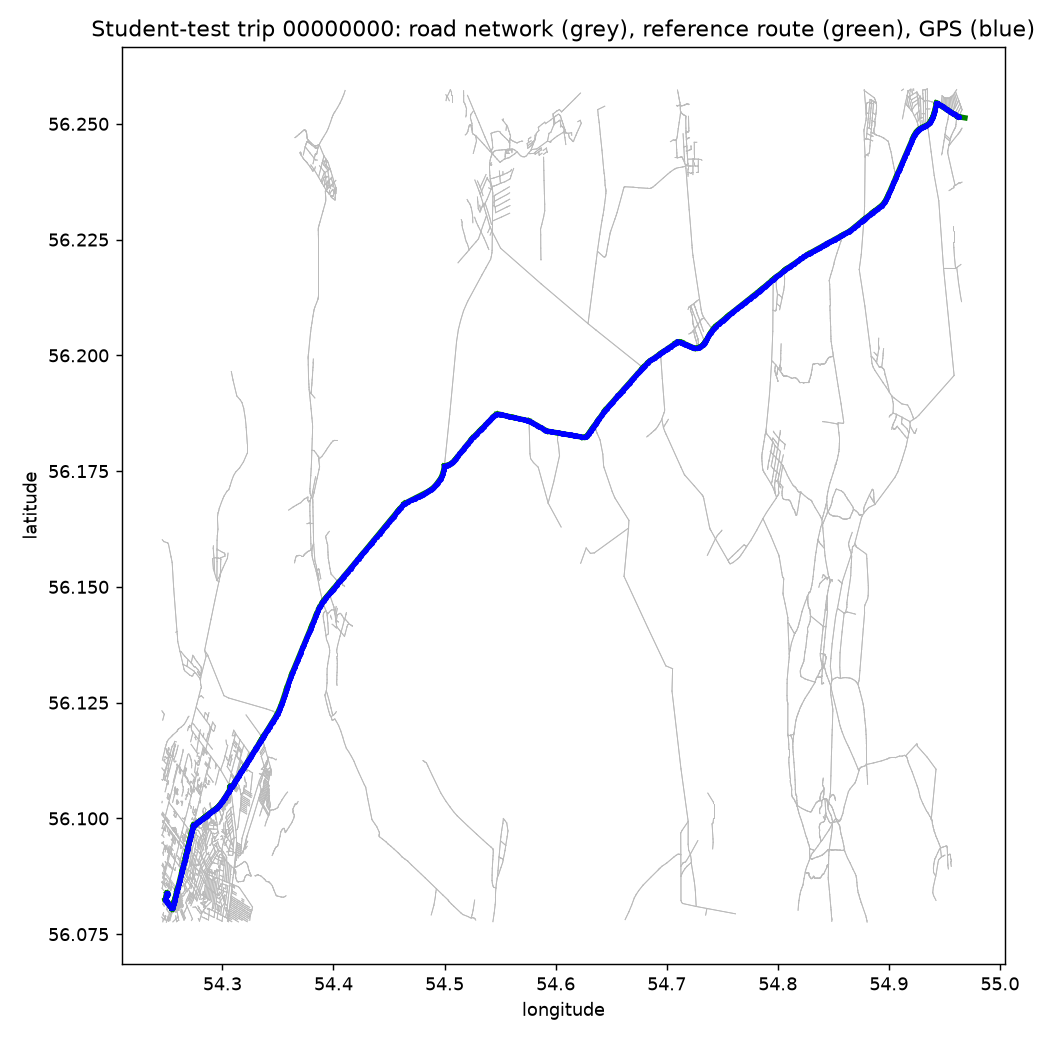 Student-test trip 00000000: road network (grey), reference route (green), GPS (blue)
56.250
56.225
56.200
56.175
56.150
56.125
56.100
56.075
latitude
54.3 54.4 54.5 54.6 54.7 54.8 54.9 55.0
longitude